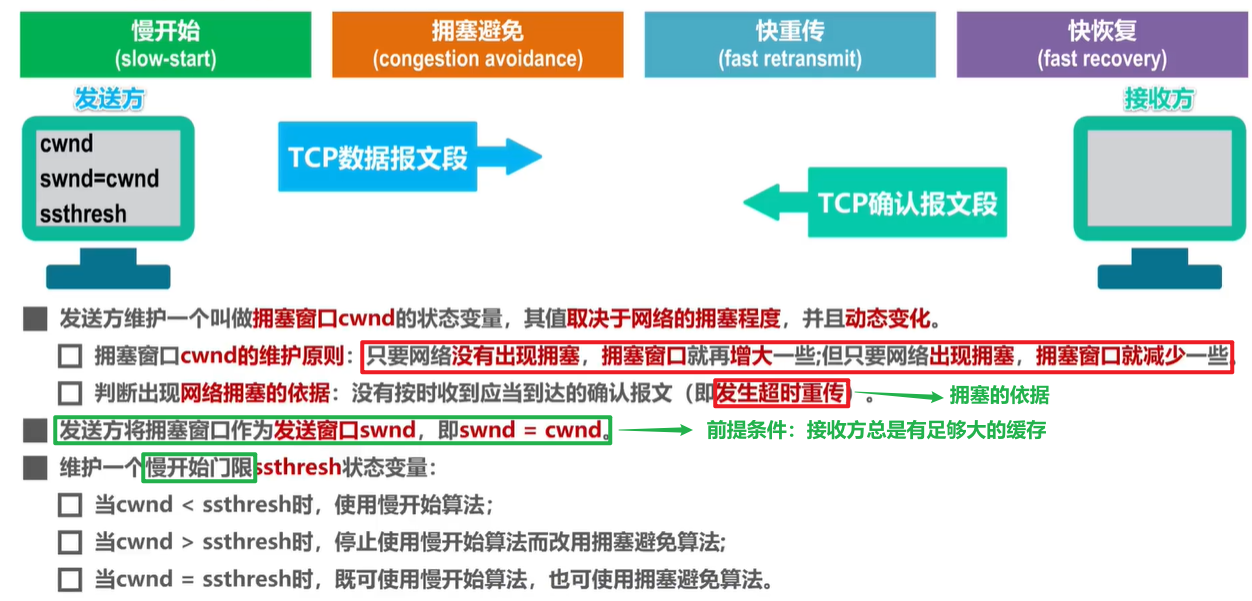 慢开始
(slow-start)
拥塞避免
(congestion avoidance)
快重传
(fast retransmit)
快恢复
(fast recovery)
发送方
接收方
cwnd
swnd=cwnd
ssthresh
TCP数据报文段
TCP确认报文段
发送方维护一个叫做拥塞窗口cwnd的状态变量，其值取决于网络的拥塞程度，并且动态变化。
拥塞窗口cwnd的维护原则：只要网络没有出现拥塞，拥塞窗口就再增大一些;但只要网络出现拥塞，拥塞窗口就减少一些.
判断出现网络拥塞的依据：没有按时收到应当到达的确认报文（即发生超时重传）。
拥塞的依据
发送方将拥塞窗口作为发送窗口swnd，即swnd = cwnd。
前提条件：接收方总是有足够大的缓存
维护一个慢开始门限ssthresh状态变量：
当cwnd < ssthresh时，使用慢开始算法；
当cwnd > ssthresh时，停止使用慢开始算法而改用拥塞避免算法;
当cwnd = ssthresh时，既可使用慢开始算法，也可使用拥塞避免算法。